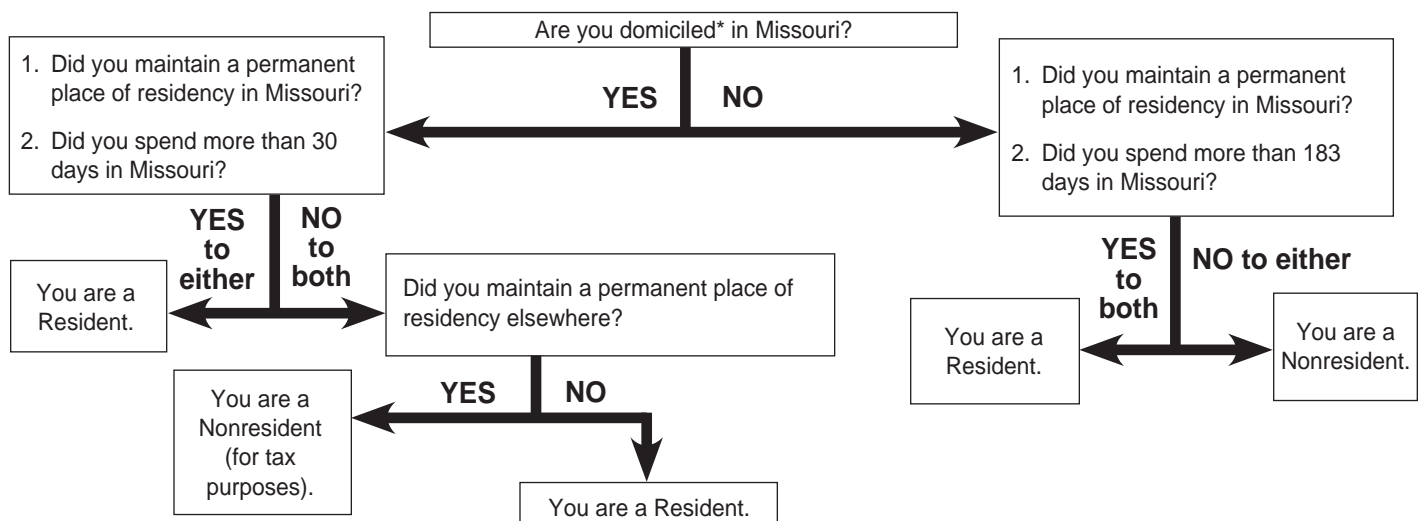 Are you domiciled* in Missouri?
YES
NO
1. Did you maintain a permanent
place of residency in Missouri?
2. Did you spend more than 30
days in Missouri?
1. Did you maintain a permanent
place of residency in Missouri?
2. Did you spend more than 183
days in Missouri?
YES
to
either
NO
to
both
You are a
Resident.
Did you maintain a permanent place of
residency elsewhere?
YES
NO
You are a
Nonresident
(for tax
purposes).
You are a Resident.
YES
to
both
NO to either
You are a
Resident.
You are a
Nonresident.